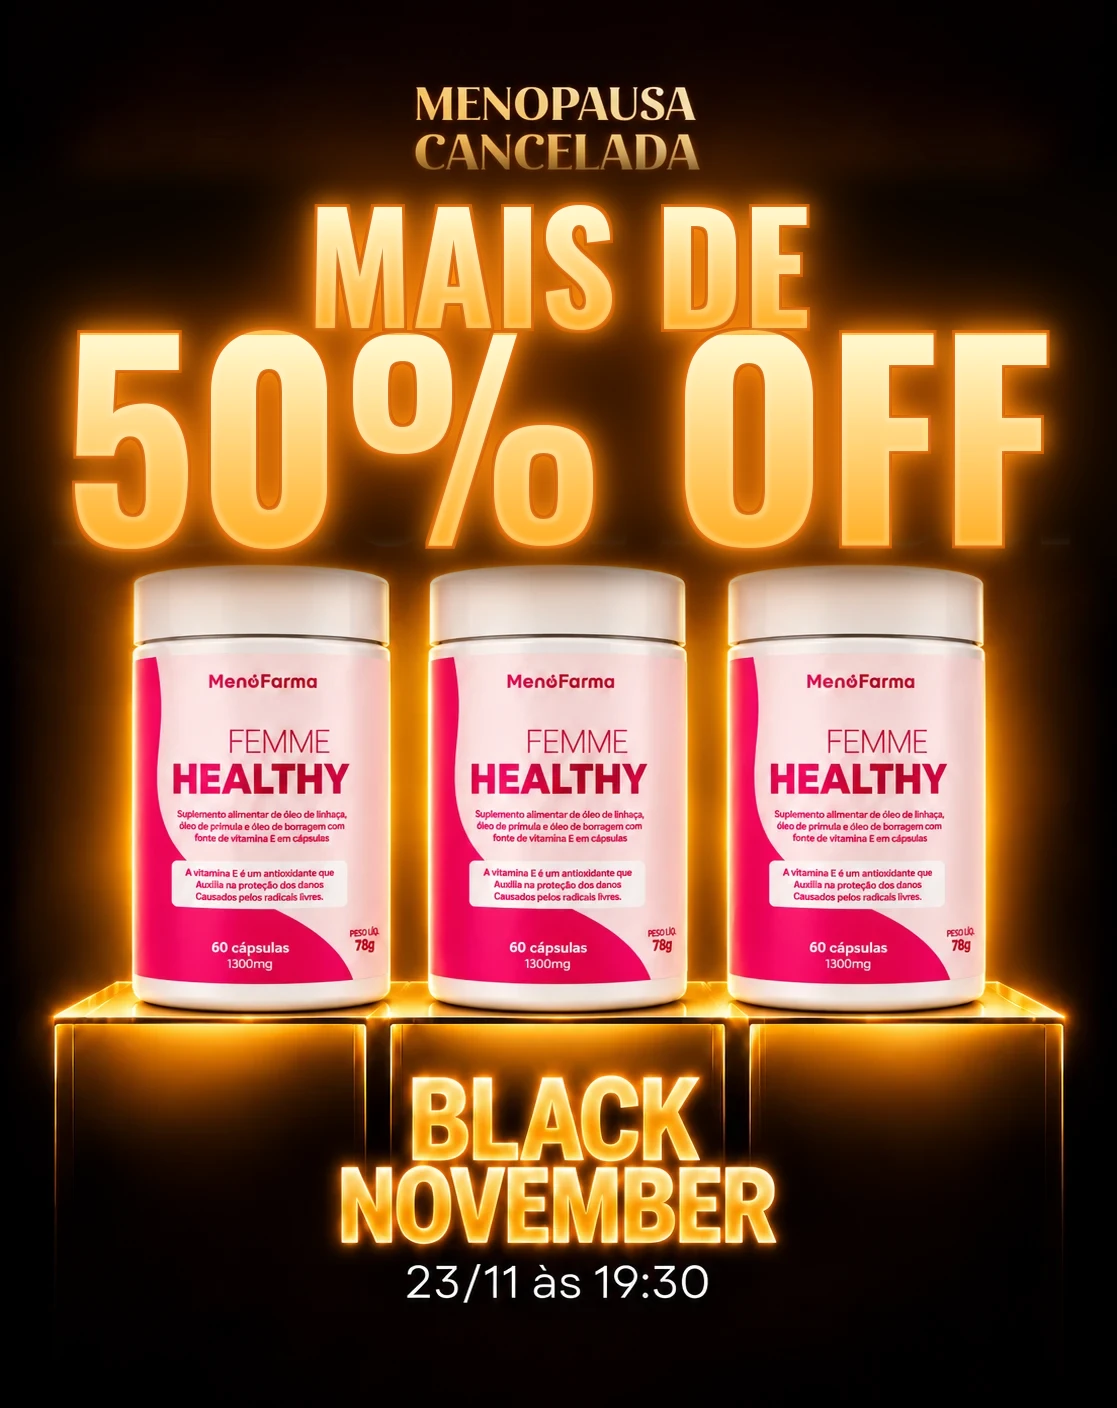 MENOPAUSA
CANCELADA
MAIS DE
50% OFF
MenoFarma
FEMME
HEALTHY
Suplemento alimentar de óleo de linhaça,
óleo de prímula e óleo de borragem com
fonte de vitamina E em cápsulas
A vitamina E é um antioxidante que
Auxilia na proteção dos danos
Causados pelos radicais livres.
60 cápsulas
1300mg
PESO LÍQ.
78g
MenoFarma
FEMME
HEALTHY
Suplemento alimentar de óleo de linhaça,
óleo de prímula e óleo de borragem com
fonte de vitamina E em cápsulas
A vitamina E é um antioxidante que
Auxilia na proteção dos danos
Causados pelos radicais livres.
60 cápsulas
1300mg
PESO LÍQ.
78g
MenoFarma
FEMME
HEALTHY
Suplemento alimentar de óleo de linhaça,
óleo de prímula e óleo de borragem com
fonte de vitamina E em cápsulas
A vitamina E é um antioxidante que
Auxilia na proteção dos danos
Causados pelos radicais livres.
60 cápsulas
1300mg
PESO LÍQ.
78g
BLACK
NOVEMBER
23/11 às 19:30